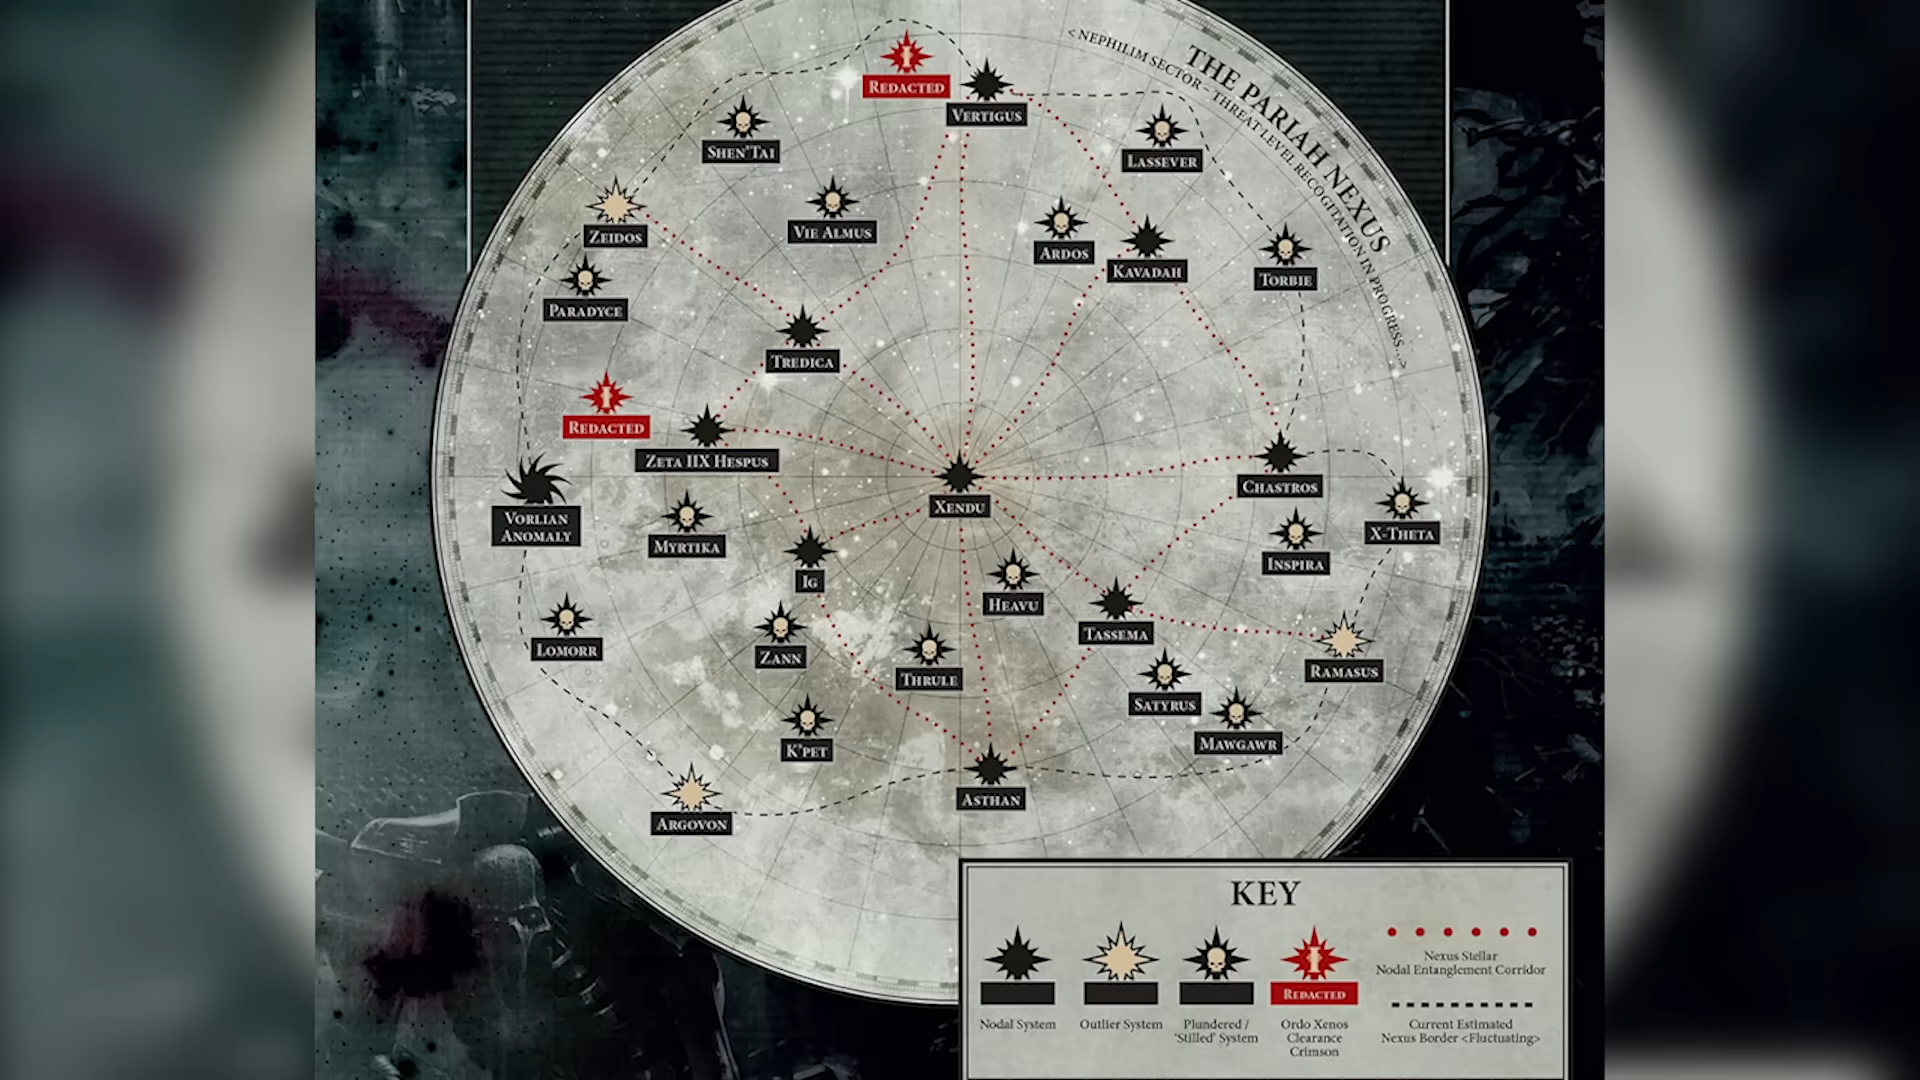 THE PARIAH NEXUS
< NEPHILIM SECTOR - THREAT LEVEL RECOGITATION IN PROGRESS... >
REDACTED
VERTIGUS
SHEN'TAI
LASSEVER
ZEIDOS
VIE ALMUS
ARDOS
KAVADAH
TORBIE
PARADYCE
TREDICA
REDACTED
ZETA IIX HESPUS
XENDU
CHASTROS
VORLIAN
ANOMALY
MYRTIKA
X-THETA
INSPIRA
IG
HEAVU
TASSEMA
LOMORR
ZANN
THRULE
RAMASUS
SATYRUS
K'PET
MAWGAWR
ASTHAN
ARGOVON
KEY
Nodal System
Outlier System
Plundered /
'Stilled' System
REDACTED
Ordo Xenos
Clearance
Crimson
Nexus Stellar
Nodal Entanglement Corridor
Current Estimated
Nexus Border <Fluctuating>